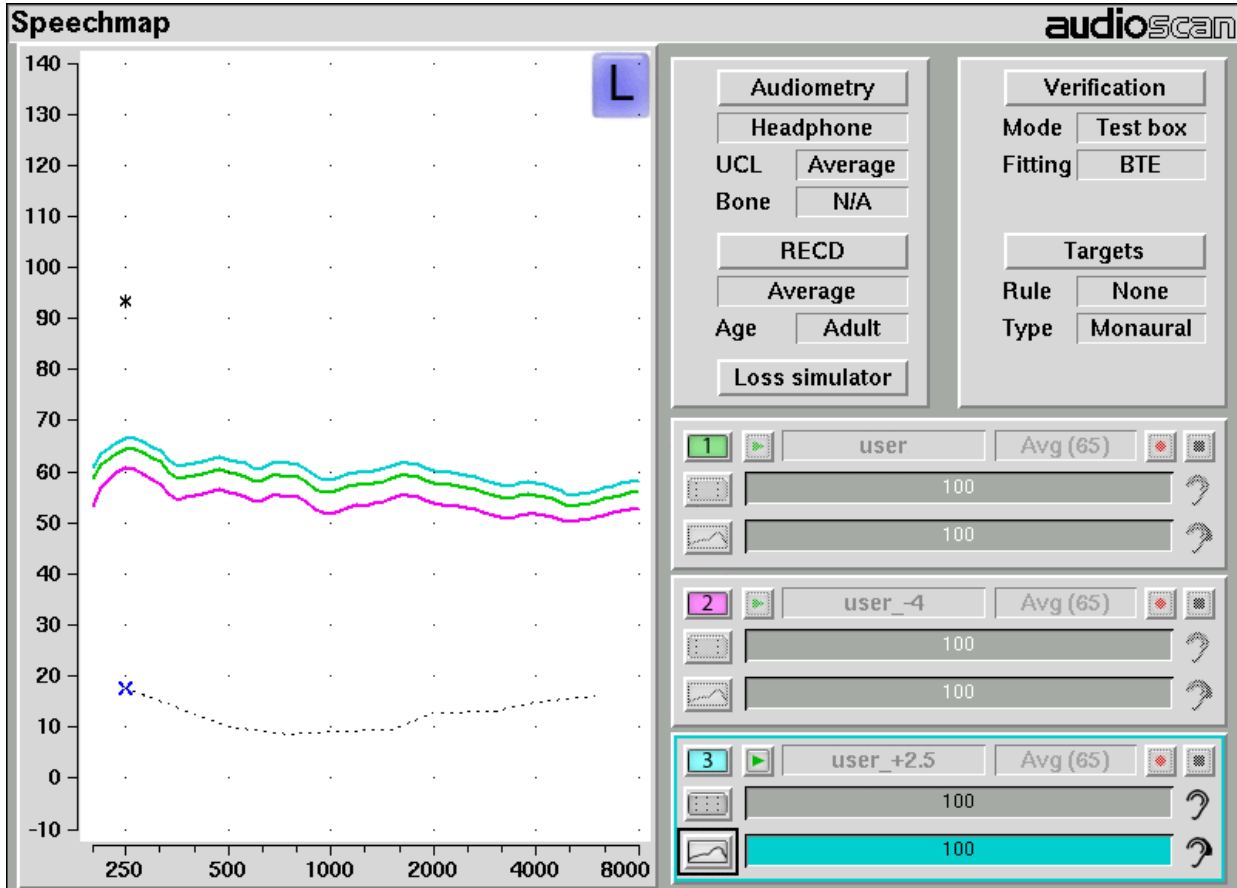 Speechmap
audioscan
140
130
120
110
100
90
80
70
60
50
40
30
20
10
0
-10
250 500 1000 2000 4000 8000
L
Audiometry
Headphone
UCL Average
Bone N/A
RECD
Average
Age Adult
Loss simulator
Verification
Mode Test box
Fitting BTE
Targets
Rule None
Type Monaural
1 user Avg (65)
100
100
2 user_-4 Avg (65)
100
100
3 user_+2.5 Avg (65)
100
100